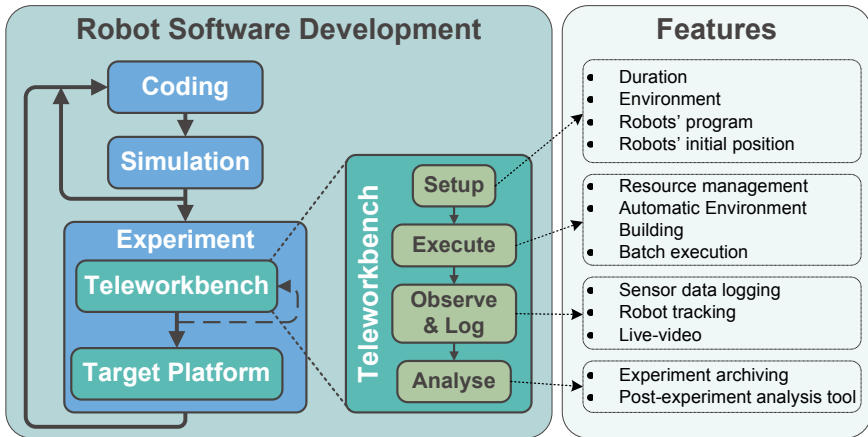 Robot Software Development
Coding
Simulation
Experiment
Teleworkbench
Target Platform
Teleworkbench
Setup
Execute
Observe
& Log
Analyse
Features
• Duration
• Environment
• Robots' program
• Robots' initial position
• Resource management
• Automatic Environment
Building
• Batch execution
• Sensor data logging
• Robot tracking
• Live-video
• Experiment archiving
• Post-experiment analysis tool